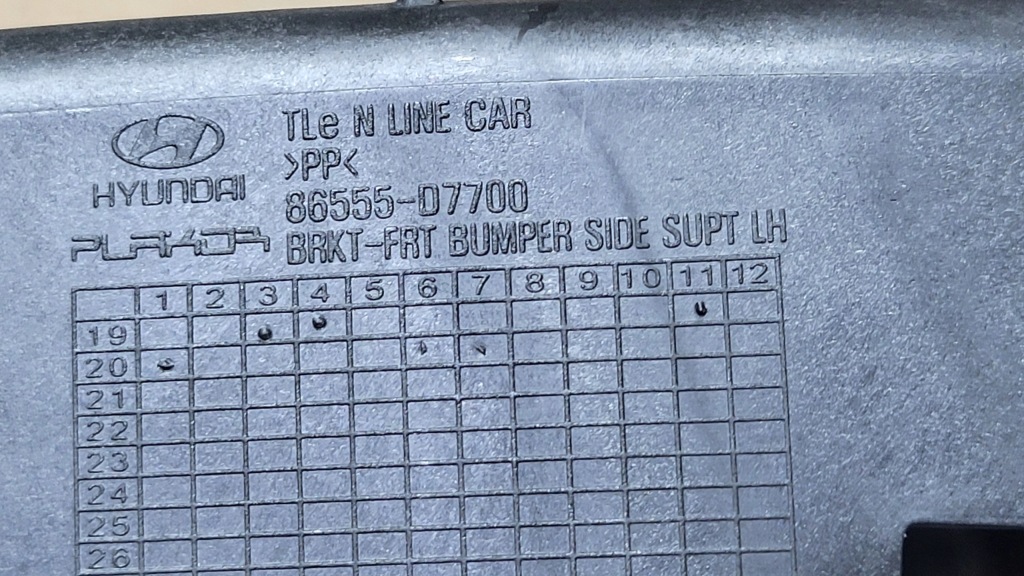 TLe N LINE CAR
>PP<
HYUNDAI
86555-D7700
PLAKOR
BRKT-FRT BUMPER SIDE SUPT LH
1 2 3 4 5 6 7 8 9 10 11 12
19
20
21
22
23
24
25
26